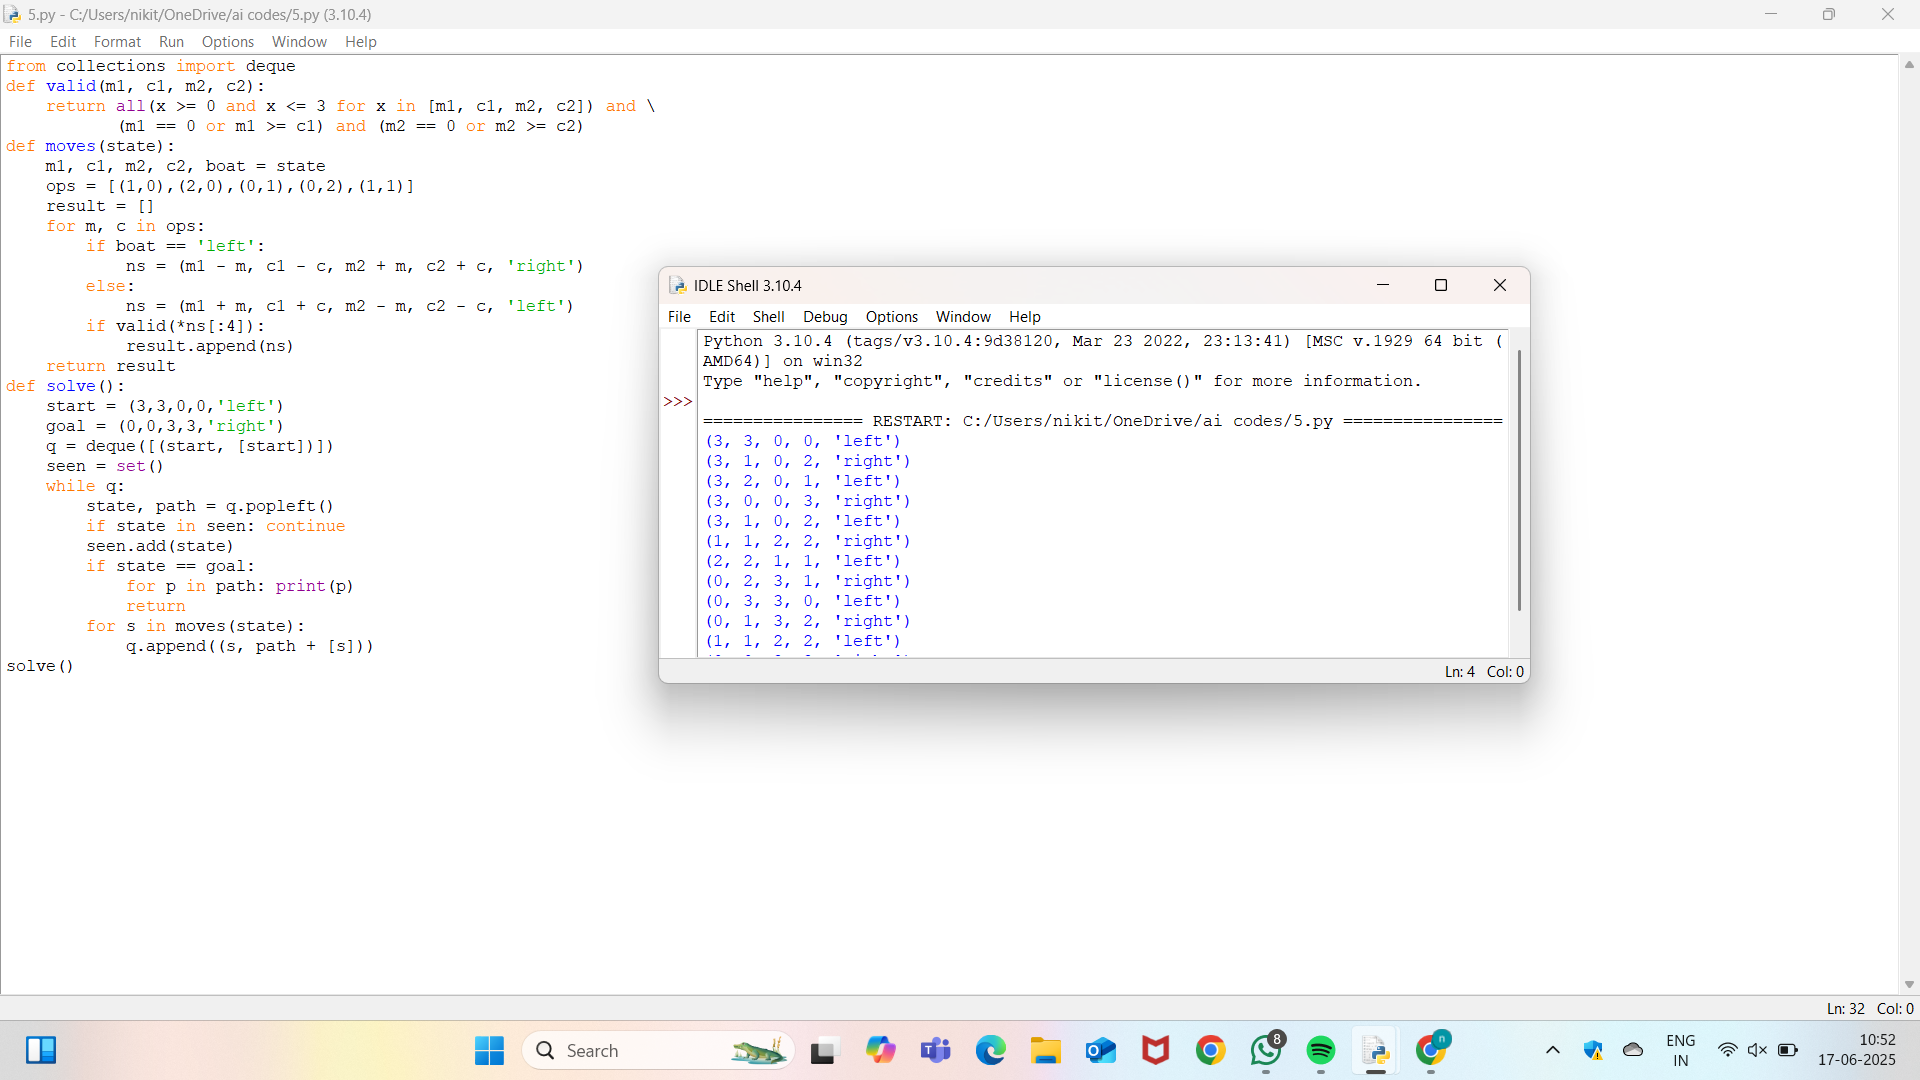 5.py - C:/Users/nikit/OneDrive/ai codes/5.py (3.10.4)
File Edit Format Run Options Window Help
from collections import deque
def valid(m1, c1, m2, c2):
    return all(x >= 0 and x <= 3 for x in [m1, c1, m2, c2]) and \
           (m1 == 0 or m1 >= c1) and (m2 == 0 or m2 >= c2)
def moves(state):
    m1, c1, m2, c2, boat = state
    ops = [(1,0),(2,0),(0,1),(0,2),(1,1)]
    result = []
    for m, c in ops:
        if boat == 'left':
            ns = (m1 - m, c1 - c, m2 + m, c2 + c, 'right')
        else:
            ns = (m1 + m, c1 + c, m2 - m, c2 - c, 'left')
        if valid(*ns[:4]):
            result.append(ns)
    return result
def solve():
    start = (3,3,0,0,'left')
    goal = (0,0,3,3,'right')
    q = deque([(start, [start])])
    seen = set()
    while q:
        state, path = q.popleft()
        if state in seen: continue
        seen.add(state)
        if state == goal:
            for p in path: print(p)
            return
        for s in moves(state):
            q.append((s, path + [s]))
solve()
IDLE Shell 3.10.4
File Edit Shell Debug Options Window Help
Python 3.10.4 (tags/v3.10.4:9d38120, Mar 23 2022, 23:13:41) [MSC v.1929 64 bit (
AMD64)] on win32
Type "help", "copyright", "credits" or "license()" for more information.
>>>
================ RESTART: C:/Users/nikit/OneDrive/ai codes/5.py ================
(3, 3, 0, 0, 'left')
(3, 1, 0, 2, 'right')
(3, 2, 0, 1, 'left')
(3, 0, 0, 3, 'right')
(3, 1, 0, 2, 'left')
(1, 1, 2, 2, 'right')
(2, 2, 1, 1, 'left')
(0, 2, 3, 1, 'right')
(0, 3, 3, 0, 'left')
(0, 1, 3, 2, 'right')
(1, 1, 2, 2, 'left')
Ln: 4 Col: 0
Ln: 32 Col: 0
Search
8
n
ENG
IN
10:52
17-06-2025